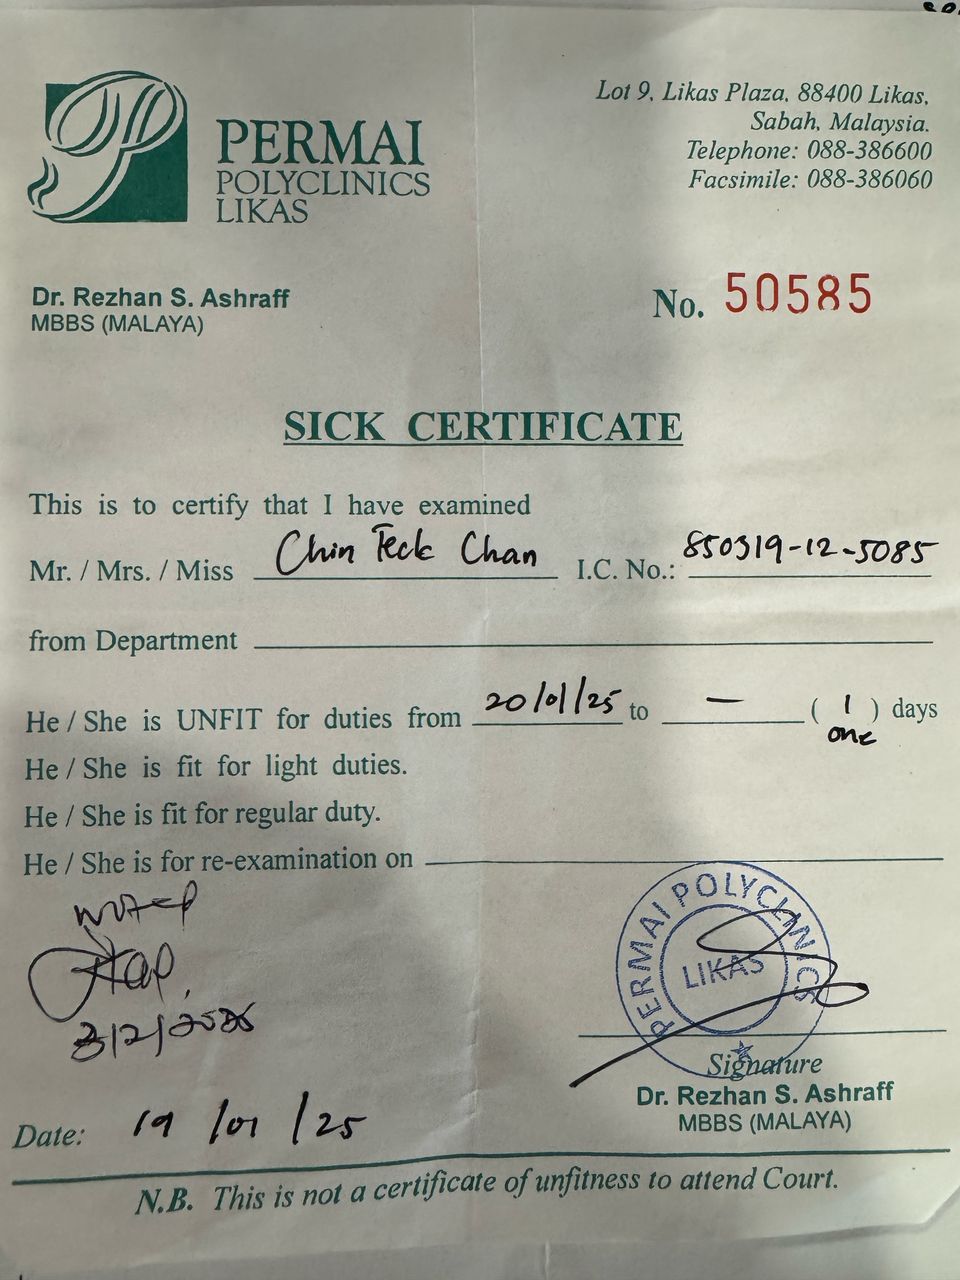 PERMAI
POLYCLINICS
LIKAS
Lot 9, Likas Plaza, 88400 Likas,
Sabah, Malaysia.
Telephone: 088-386600
Facsimile: 088-386060
Dr. Rezhan S. Ashraff
MBBS (MALAYA)
No. 50585
SICK CERTIFICATE
This is to certify that I have examined
Mr. / Mrs. / Miss Chin Teck Chan I.C. No.: 850319-12-5085
from Department
He / She is UNFIT for duties from 20/01/25 to - ( 1 ) days
one
He / She is fit for light duties.
He / She is fit for regular duty.
He / She is for re-examination on
PERMAI POLYCLINICS
LIKAS
Signature
Dr. Rezhan S. Ashraff
MBBS (MALAYA)
Date: 19/01/25
N.B. This is not a certificate of unfitness to attend Court.